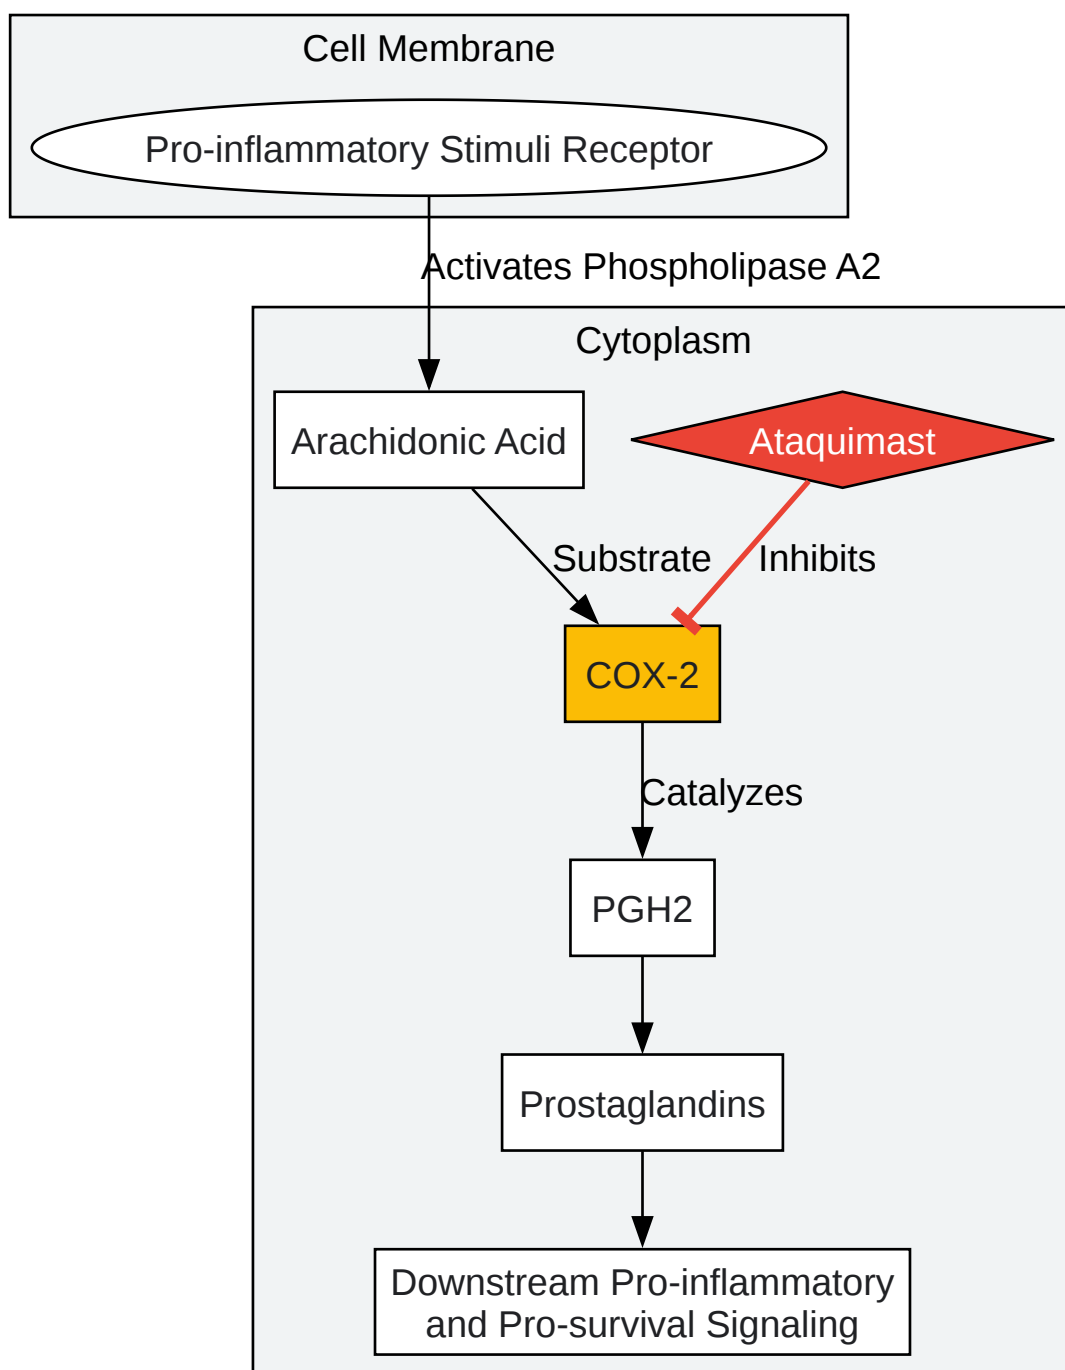 Cell Membrane
Pro-inflammatory Stimuli Receptor
Activates Phospholipase A2
Cytoplasm
Arachidonic Acid
Ataquimast
Substrate
Inhibits
COX-2
Catalyzes
PGH2
Prostaglandins
Downstream Pro-inflammatory
and Pro-survival Signaling